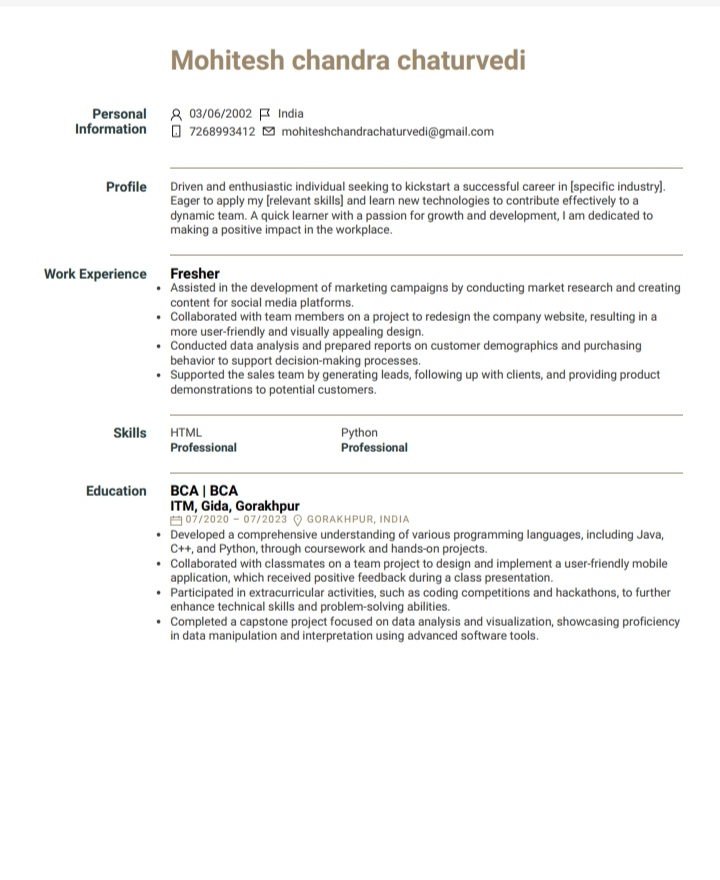 Mohitesh chandra chaturvedi
Personal Information
03/06/2002 India
7268993412 mohiteshchandrachaturvedi@gmail.com
Profile
Driven and enthusiastic individual seeking to kickstart a successful career in [specific industry].
Eager to apply my [relevant skills] and learn new technologies to contribute effectively to a
dynamic team. A quick learner with a passion for growth and development, I am dedicated to
making a positive impact in the workplace.
Work Experience
Fresher
• Assisted in the development of marketing campaigns by conducting market research and creating
content for social media platforms.
• Collaborated with team members on a project to redesign the company website, resulting in a
more user-friendly and visually appealing design.
• Conducted data analysis and prepared reports on customer demographics and purchasing
behavior to support decision-making processes.
• Supported the sales team by generating leads, following up with clients, and providing product
demonstrations to potential customers.
Skills
HTML Python
Professional Professional
Education
BCA | BCA
ITM, Gida, Gorakhpur
07/2020 – 07/2023 GORAKHPUR, INDIA
• Developed a comprehensive understanding of various programming languages, including Java,
C++, and Python, through coursework and hands-on projects.
• Collaborated with classmates on a team project to design and implement a user-friendly mobile
application, which received positive feedback during a class presentation.
• Participated in extracurricular activities, such as coding competitions and hackathons, to further
enhance technical skills and problem-solving abilities.
• Completed a capstone project focused on data analysis and visualization, showcasing proficiency
in data manipulation and interpretation using advanced software tools.